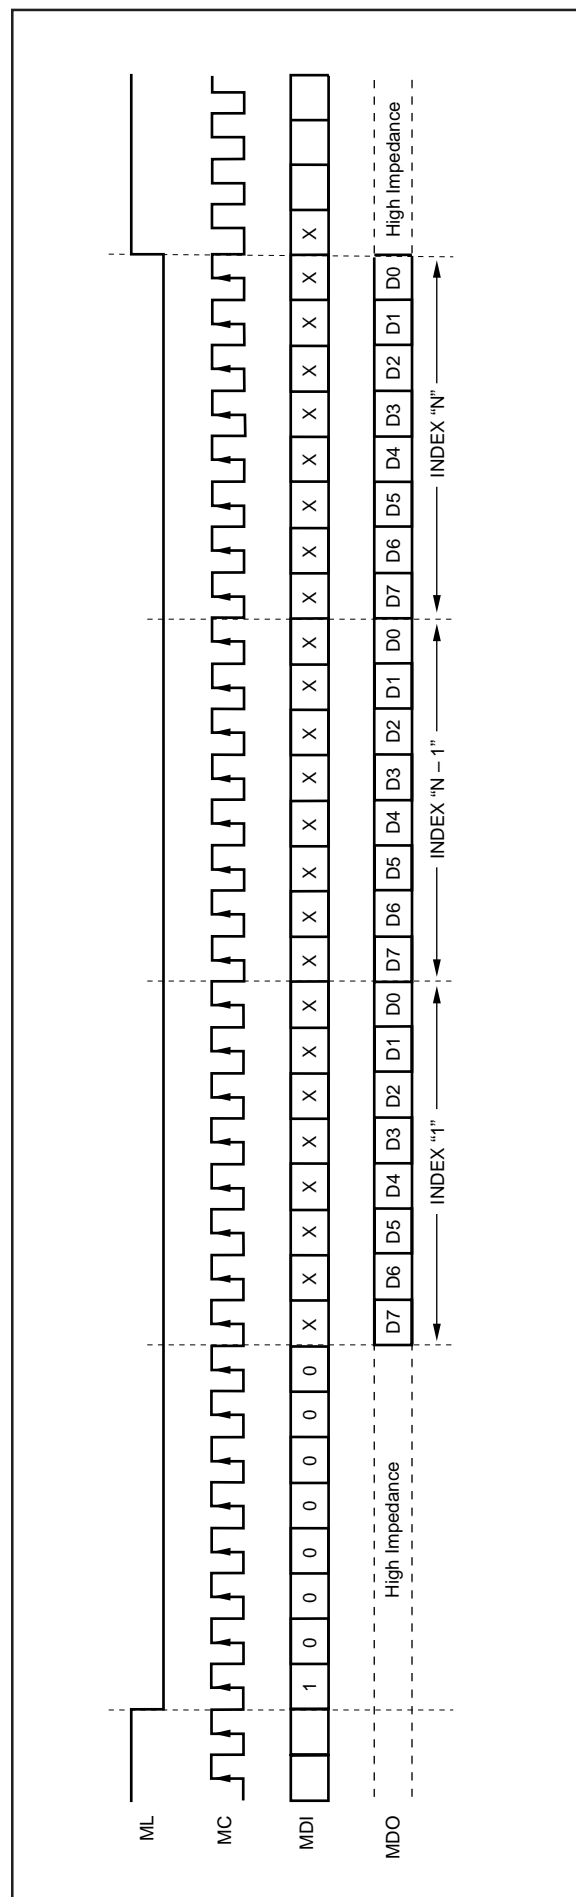 ML
MC
MDI 1 0 0 0 0 0 0 0 X X X X X X X X X X X X X X X X X X X X X X X X X
MDO High Impedance D7 D6 D5 D4 D3 D2 D1 D0 D7 D6 D5 D4 D3 D2 D1 D0 D7 D6 D5 D4 D3 D2 D1 D0 High Impedance
INDEX “1” INDEX “N – 1” INDEX “N”